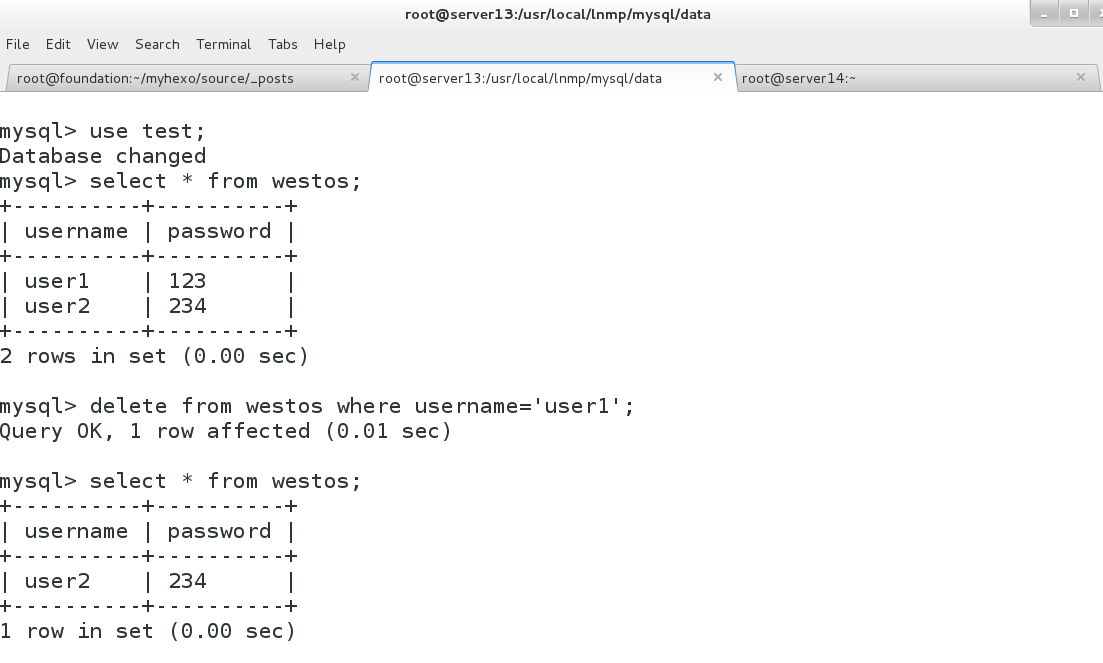 root@server13:/usr/local/lnmp/mysql/data
File Edit View Search Terminal Tabs Help
root@foundation:~/myhexo/source/_posts × root@server13:/usr/local/lnmp/mysql/data × root@server14:~ ×
mysql> use test;
Database changed
mysql> select * from westos;
+----------+----------+
| username | password |
+----------+----------+
| user1    | 123      |
| user2    | 234      |
+----------+----------+
2 rows in set (0.00 sec)

mysql> delete from westos where username='user1';
Query OK, 1 row affected (0.01 sec)

mysql> select * from westos;
+----------+----------+
| username | password |
+----------+----------+
| user2    | 234      |
+----------+----------+
1 row in set (0.00 sec)